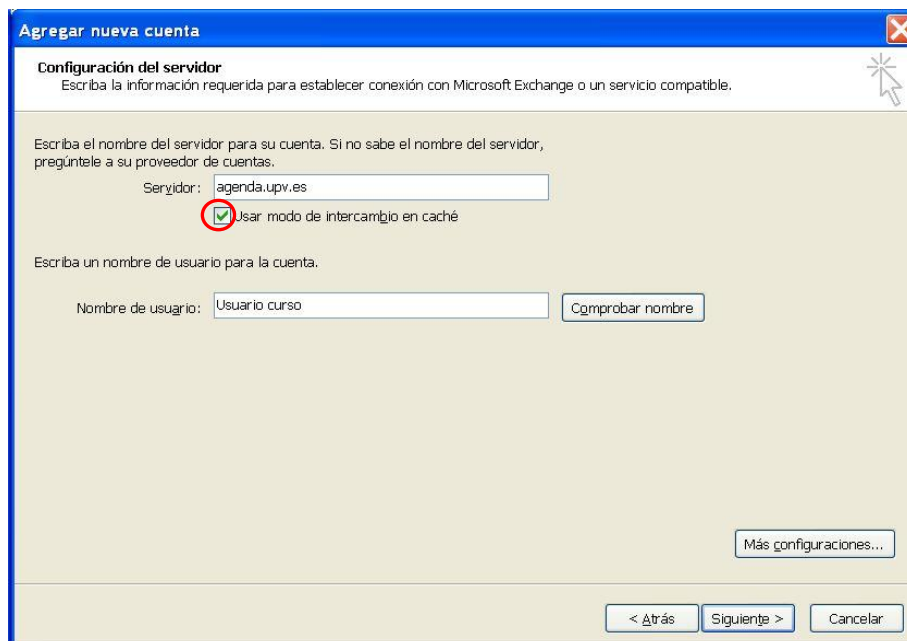 Agregar nueva cuenta
Configuración del servidor
Escriba la información requerida para establecer conexión con Microsoft Exchange o un servicio compatible.
Escriba el nombre del servidor para su cuenta. Si no sabe el nombre del servidor,
pregúntele a su proveedor de cuentas.
Servidor: agenda.upv.es
Usar modo de intercambio en caché
Escriba un nombre de usuario para la cuenta.
Nombre de usuario: Usuario curso Comprobar nombre
Más configuraciones...
< Atrás Siguiente > Cancelar